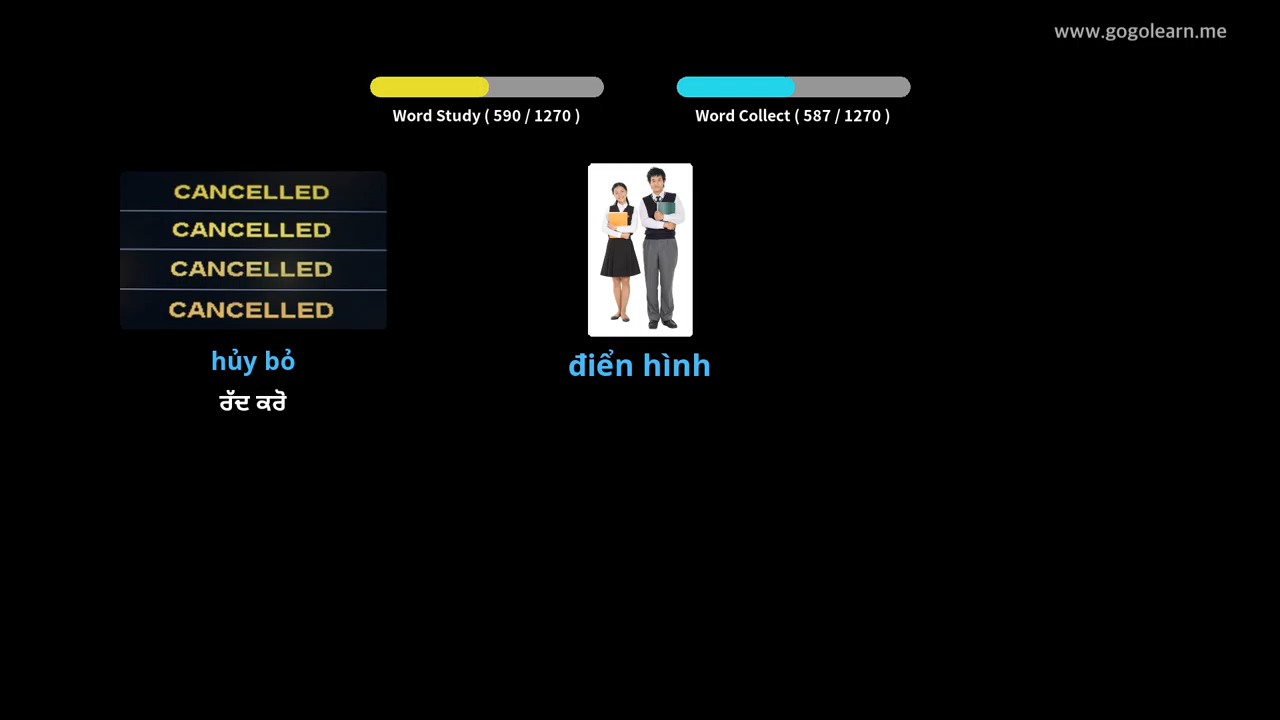 www.gogolearn.me
Word Study ( 590 / 1270 )
Word Collect ( 587 / 1270 )
CANCELLED
CANCELLED
CANCELLED
CANCELLED
hủy bỏ
ਰੱਦ ਕਰੋ
điển hình